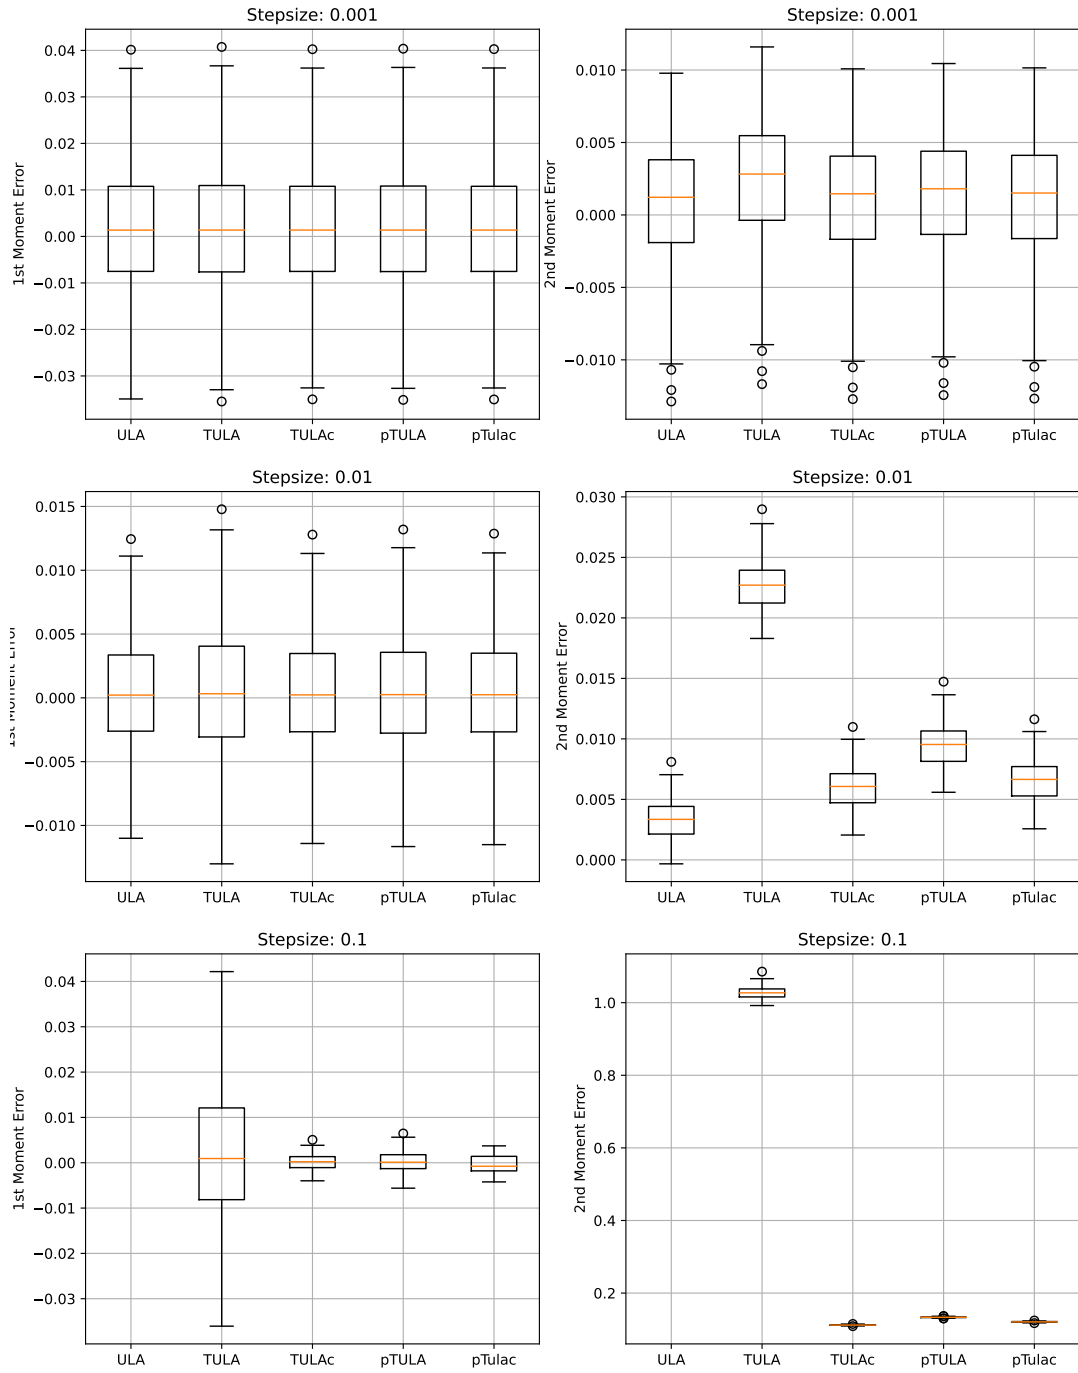 Stepsize: 0.001
1st Moment Error
0.04
0.03
0.02
0.01
0.00
−0.01
−0.02
−0.03
ULA TULA TULAc pTULA pTulac
Stepsize: 0.001
2nd Moment Error
0.010
0.005
0.000
−0.005
−0.010
ULA TULA TULAc pTULA pTulac
Stepsize: 0.01
1st Moment Error
0.015
0.010
0.005
0.000
−0.005
−0.010
ULA TULA TULAc pTULA pTulac
Stepsize: 0.01
2nd Moment Error
0.030
0.025
0.020
0.015
0.010
0.005
0.000
ULA TULA TULAc pTULA pTulac
Stepsize: 0.1
1st Moment Error
0.04
0.03
0.02
0.01
0.00
−0.01
−0.02
−0.03
ULA TULA TULAc pTULA pTulac
Stepsize: 0.1
2nd Moment Error
1.0
0.8
0.6
0.4
0.2
ULA TULA TULAc pTULA pTulac